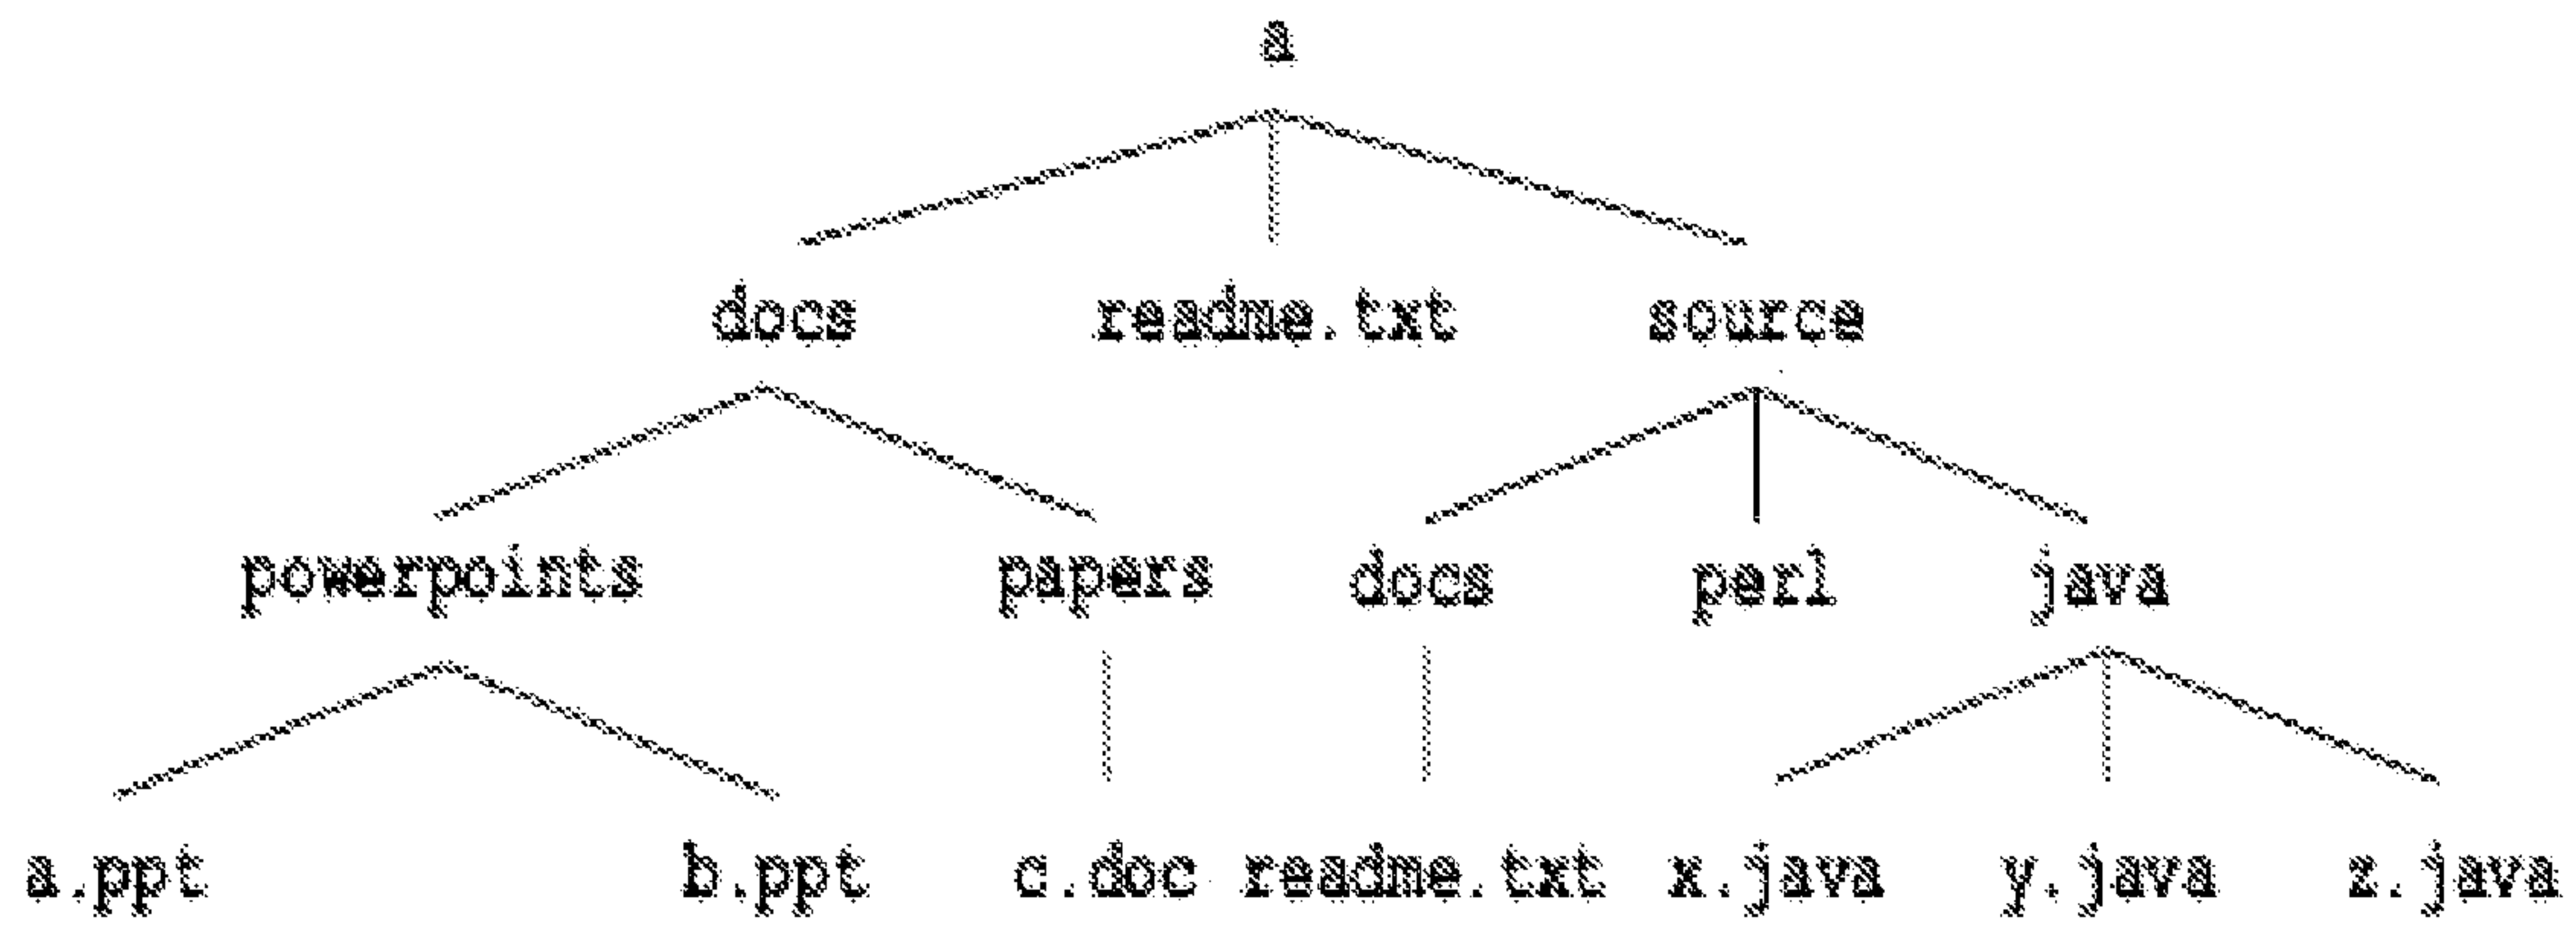 a
docs readme.txt source
powerpoints papers docs perl java
a.ppt b.ppt c.doc readme.txt x.java y.java z.java